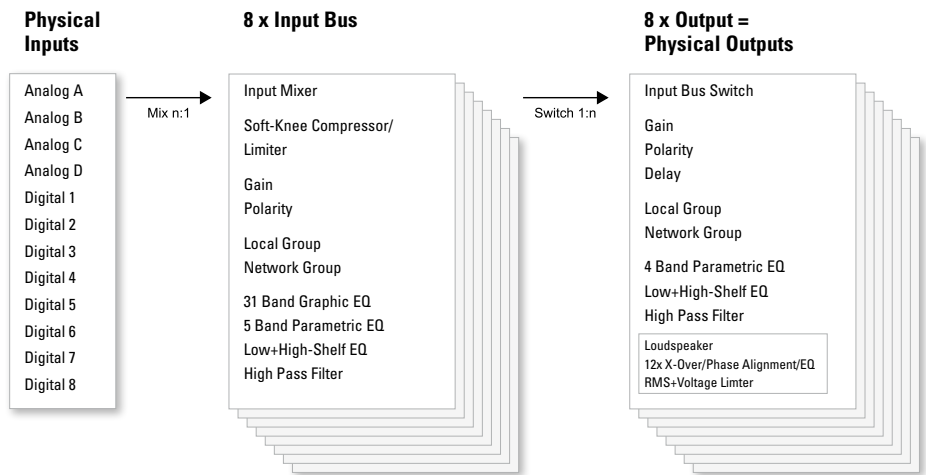 Physical
Inputs
Analog A
Analog B
Analog C
Analog D
Digital 1
Digital 2
Digital 3
Digital 4
Digital 5
Digital 6
Digital 7
Digital 8
Mix n:1
8 x Input Bus
Input Mixer
Soft-Knee Compressor/
Limiter
Gain
Polarity
Local Group
Network Group
31 Band Graphic EQ
5 Band Parametric EQ
Low+High-Shelf EQ
High Pass Filter
Switch 1:n
8 x Output =
Physical Outputs
Input Bus Switch
Gain
Polarity
Delay
Local Group
Network Group
4 Band Parametric EQ
Low+High-Shelf EQ
High Pass Filter
Loudspeaker
12x X-Over/Phase Alignment/EQ
RMS+Voltage Limter